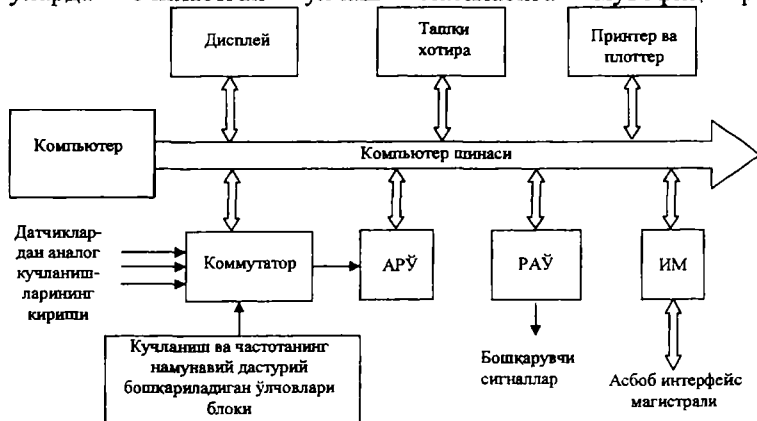 Дисплей
Ташқи
хотира
Принтер ва
плоттер
Компьютер
Компьютер шинаси
Датчиклар-
дан аналог
кучланиш-
ларининг
кириши
Коммутатор
АРЎ
РАЎ
ИМ
Кучланиш ва частотанинг
намунавий дастурий
бошқариладиган ўлчовлари
блоки
Бошқарувчи
сигналлар
Асбоб интерфейс
магистрали